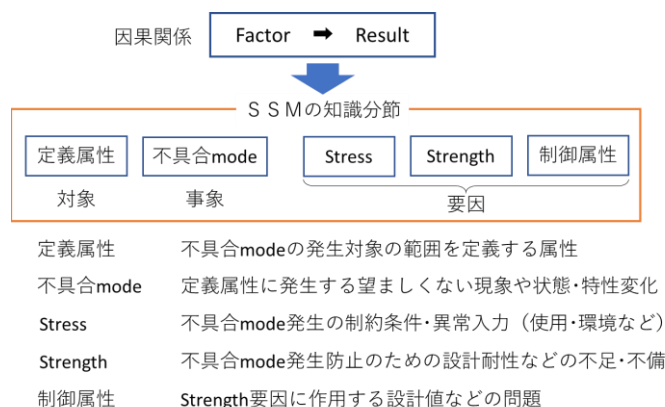 因果関係 Factor ➡ Result
ＳＳＭの知識分節
定義属性 不具合mode Stress Strength 制御属性
対象 事象 要因
定義属性 不具合modeの発生対象の範囲を定義する属性
不具合mode 定義属性に発生する望ましくない現象や状態・特性変化
Stress 不具合mode発生の制約条件・異常入力（使用・環境など）
Strength 不具合mode発生防止のための設計耐性などの不足・不備
制御属性 Strength要因に作用する設計値などの問題